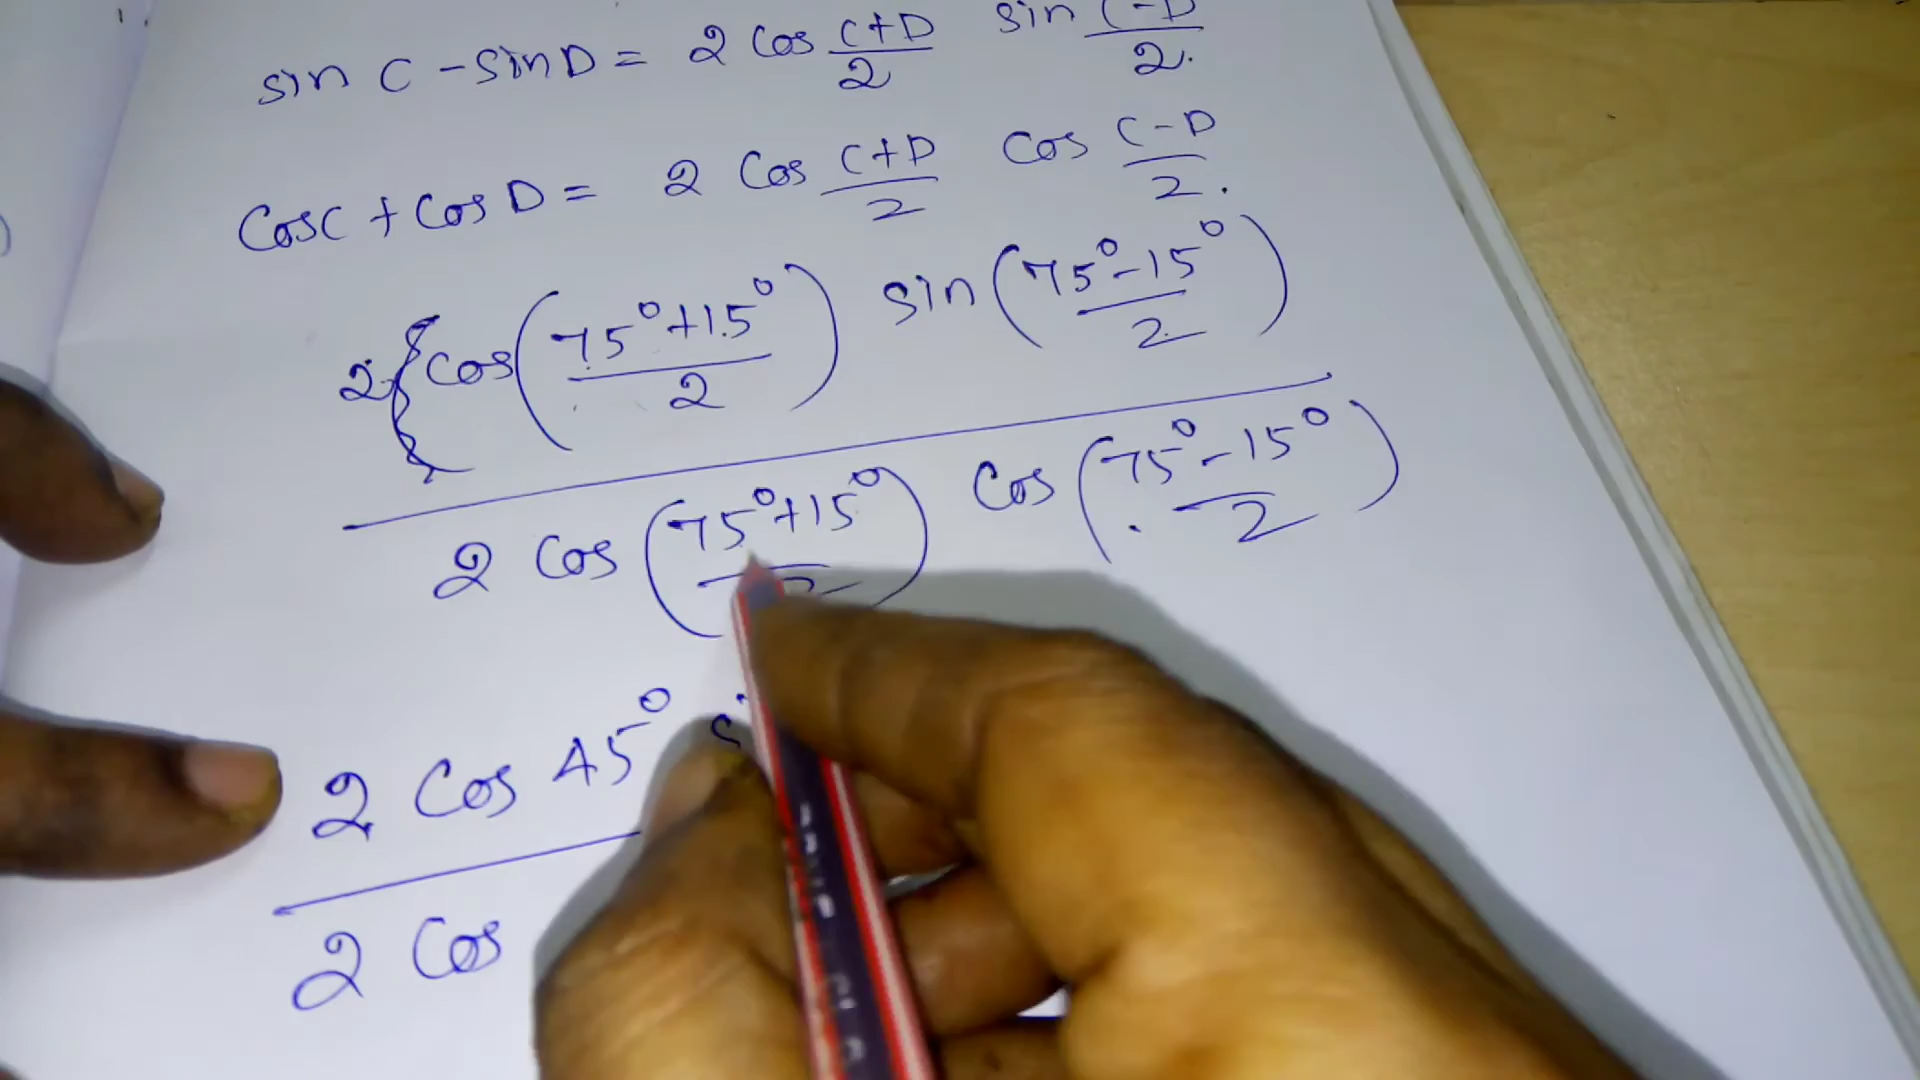 sin C - sin D = 2 cos C+D/2 sin C-D/2.
Cos C + Cos D = 2 Cos C+D/2 Cos C-D/2.
2{cos(75°+15°/2) sin(75°-15°/2)
2 Cos(75°+15°/2) Cos(75°-15°/2)
2 Cos 45°
2 Cos